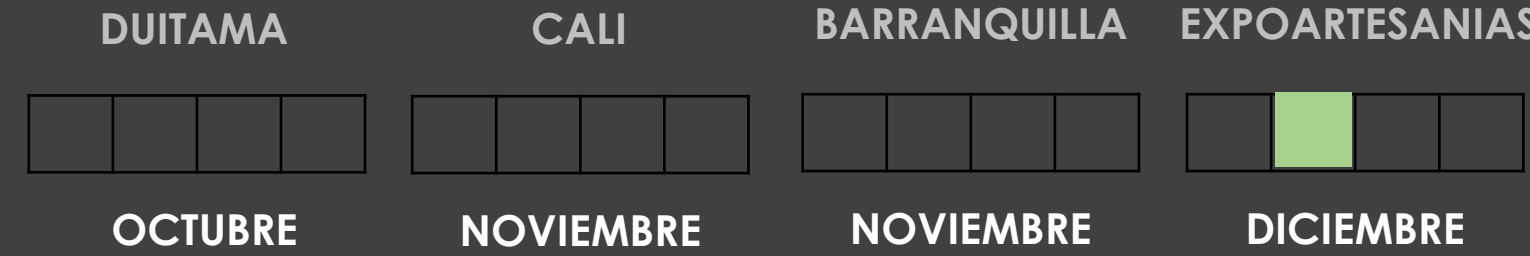 DUITAMA CALI BARRANQUILLA EXPOARTESANIAS
OCTUBRE NOVIEMBRE NOVIEMBRE DICIEMBRE